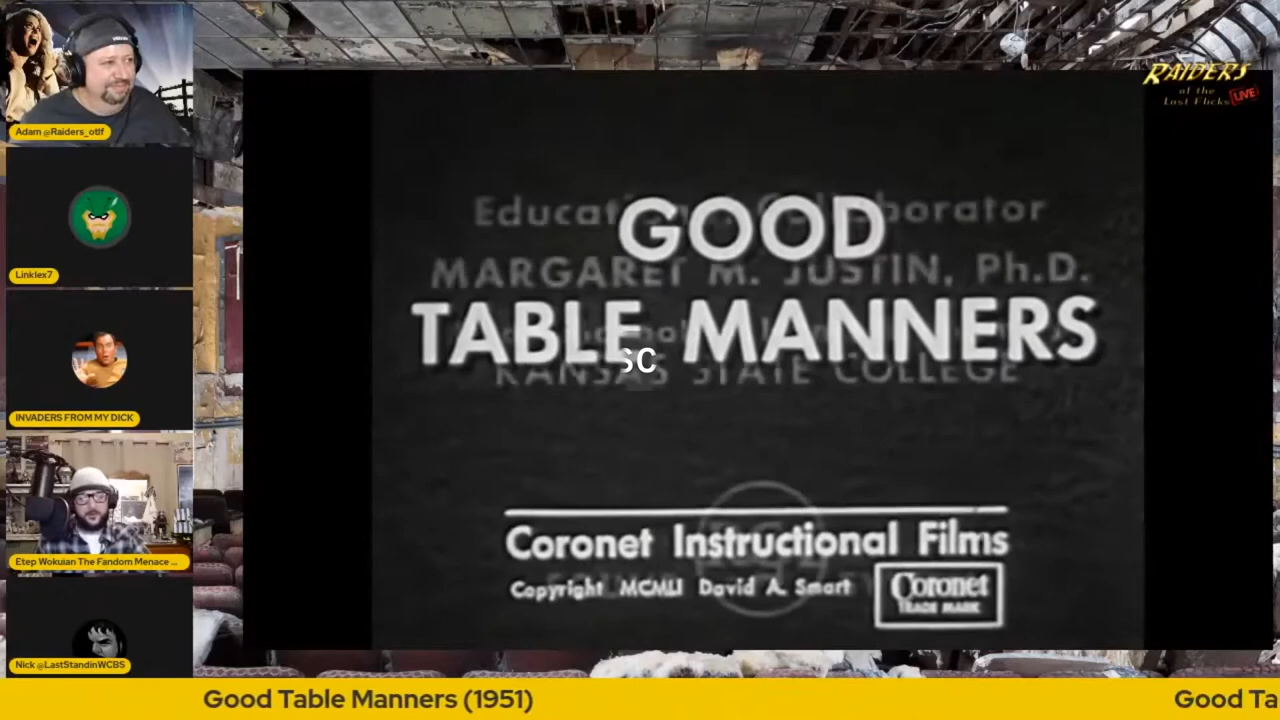 RAIDERS
of the
Lost Flicks LIVE
Adam @Raiders_otlf
Linklex7
INVADERS FROM MY DICK
Etep Wokuian The Fandom Menace ...
Nick @LastStandinWCBS
GOOD
MARGARET M. JUSTIN, Ph.D.
TABLE MANNERS
sc
KANSAS STATE COLLEGE
Coronet Instructional Films
Copyright MCMLI David A. Smart
Coronet
TRADE MARK
Good Table Manners (1951)
Good Ta